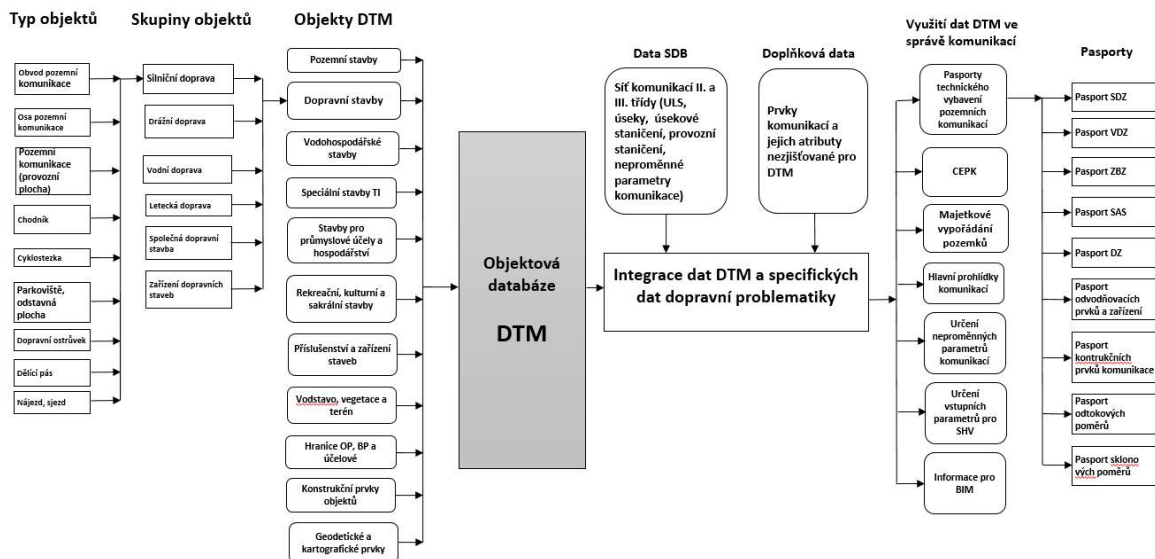 Typ objektů
Obvod pozemní
komunikace
Osa pozemní
komunikace
Pozemní
komunikace
(provozní
plocha)
Chodník
Cyklostezka
Parkoviště,
odstavná
plocha
Dopravní ostrůvek
Dělící pás
Nájezd, sjezd
Skupiny objektů
Silniční doprava
Drážní doprava
Vodní doprava
Letecká doprava
Společná dopravní
stavba
Zařízení dopravních
staveb
Objekty DTM
Pozemní stavby
Dopravní stavby
Vodohospodářské
stavby
Speciální stavby TI
Stavby pro
průmyslové účely a
hospodářství
Rekreační, kulturní a
sakrální stavby
Příslušenství a zařízení
staveb
Vodstavo, vegetace a
terén
Hranice OP, BP a
účelové
Konstrukční prvky
objektů
Geodetické a
kartografické prvky
Objektová
databáze
DTM
Data SDB
Síť komunikací II. a
III. třídy (ULS,
úseky, úsekové
staničení, provozní
staničení,
neproměnné
parametry
komunikace)
Doplňková data
Prvky
komunikací a
jejich atributy
nezjišťované pro
DTM
Integrace dat DTM a specifických
dat dopravní problematiky
Využití dat DTM ve
správě komunikací
Pasporty
technického
vybavení
pozemních
komunikací
CEPK
Majetkové
vypořádání
pozemků
Hlavní prohlídky
komunikací
Určení
neproměnných
parametrů
komunikací
Určení
vstupních
parametrů pro
SHV
Informace pro
BIM
Pasporty
Pasport SDZ
Pasport VDZ
Pasport ZBZ
Pasport SAS
Pasport DZ
Pasport
odvodňovacích
prvků a zařízení
Pasport
kontrukčních
prvků komunikace
Pasport
odtokových
poměrů
Pasport sklono
vých poměrů